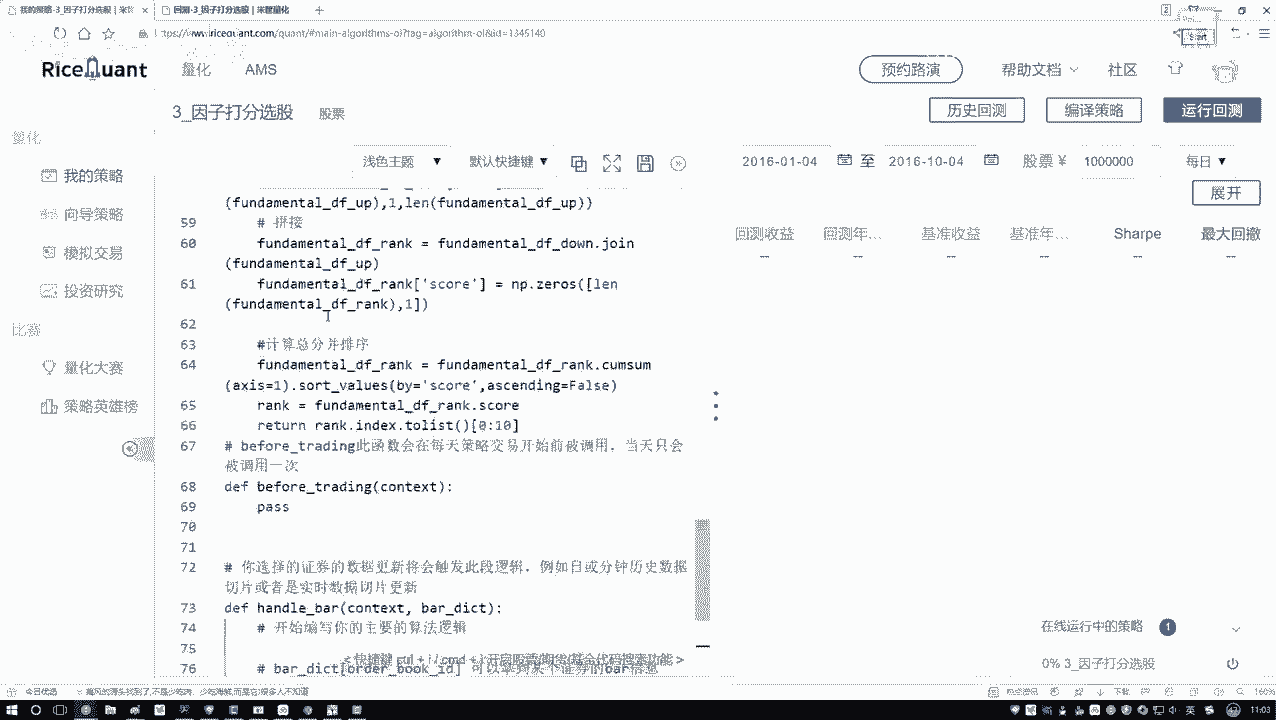 我的策略-3_因子打分选股 | 米筐
回测-3_因子打分选股 | 米筐量化
www.ricequant.com/quant/#main-algorithms-ol?tag=algorithm-ol&id=1345140
RiceQuant 量化 AMS 预约路演 帮助文档 社区
3_因子打分选股 股票 历史回测 编译策略 运行回测
量化
我的策略
向导策略
模拟交易
投资研究
比赛
量化大赛
策略英雄榜
浅色主题 默认快捷键
2016-01-04 至 2016-10-04 股票 ¥ 1000000 每日
展开
回测收益 回测年... 基准收益 基准年... Sharpe 最大回撤
-- -- -- -- -- --
(fundamental_df_up),1,len(fundamental_df_up))
59 # 拼接
60 fundamental_df_rank = fundamental_df_down.join
(fundamental_df_up)
61 fundamental_df_rank['score'] = np.zeros([len
(fundamental_df_rank),1])
62
63 #计算总分并排序
64 fundamental_df_rank = fundamental_df_rank.cumsum
(axis=1).sort_values(by='score',ascending=False)
65 rank = fundamental_df_rank.score
66 return rank.index.tolist()[0:10]
67 # before_trading此函数会在每天策略交易开始前被调用，当天只会
被调用一次
68 def before_trading(context):
69 pass
70
71
72 # 你选择的证券的数据更新将会触发此段逻辑，例如日或分钟历史数据
切片或者是实时数据切片更新
73 def handle_bar(context, bar_dict):
74 # 开始编写你的主要的算法逻辑
75
76 # bar_dict[order_book_id] 可以拿到某个证券的bar信息
在线运行中的策略 1
0% 3_因子打分选股
今日优选
下载
160%
英
11:03